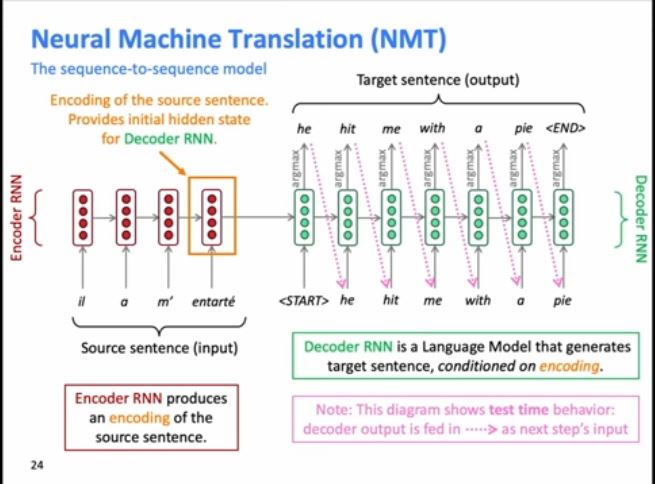 Neural Machine Translation (NMT)
The sequence-to-sequence model
Target sentence (output)
Encoding of the source sentence.
Provides initial hidden state
for Decoder RNN.
he hit me with a pie <END>
argmax argmax argmax argmax argmax argmax argmax
Encoder RNN
Decoder RNN
il a m' entarté <START> he hit me with a pie
Source sentence (input)
Decoder RNN is a Language Model that generates
target sentence, conditioned on encoding.
Encoder RNN produces
an encoding of the
source sentence.
Note: This diagram shows test time behavior:
decoder output is fed in as next step's input
24